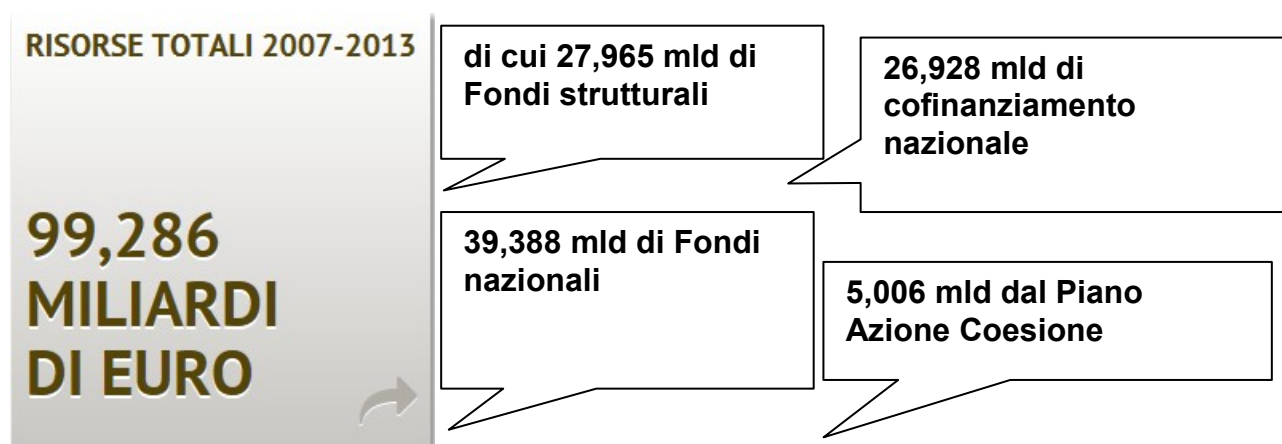 RISORSE TOTALI 2007-2013
99,286
MILIARDI
DI EURO
di cui 27,965 mld di
Fondi strutturali
26,928 mld di
cofinanziamento
nazionale
39,388 mld di Fondi
nazionali
5,006 mld dal Piano
Azione Coesione